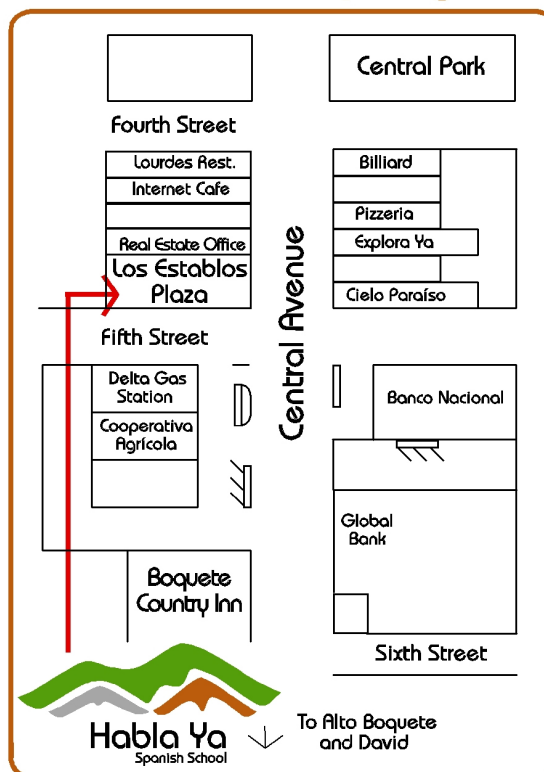 Central Park
Fourth Street
Lourdes Rest.
Internet Cafe
Real Estate Office
Los Establos
Plaza
Billiard
Pizzeria
Explora Ya
Cielo Paraíso
Central Avenue
Fifth Street
Delta Gas
Station
Cooperativa
Agrícola
Banco Nacional
Global
Bank
Boquete
Country Inn
Sixth Street
Habla Ya
Spanish School
To Alto Boquete
and David